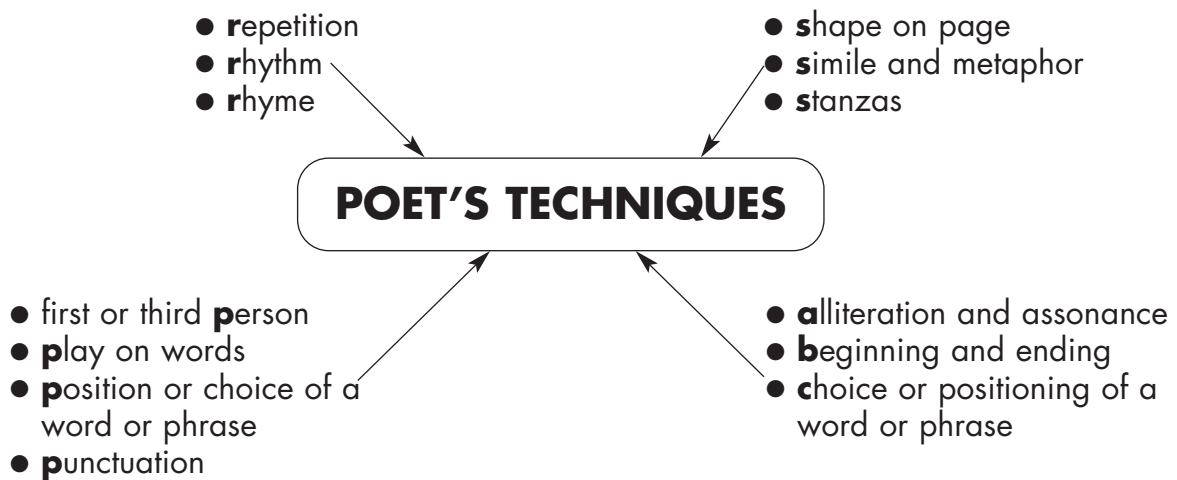 ● repetition
● rhythm
● rhyme
● shape on page
● simile and metaphor
● stanzas
POET’S TECHNIQUES
● first or third person
● play on words
● position or choice of a
word or phrase
● punctuation
● alliteration and assonance
● beginning and ending
● choice or positioning of a
word or phrase